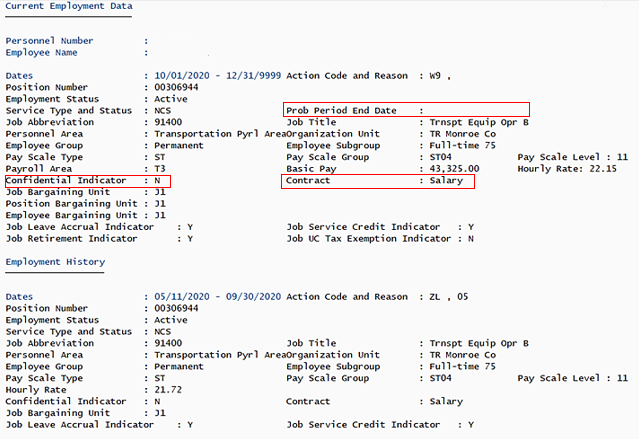 Current Employment Data
Personnel Number :
Employee Name :
Dates : 10/01/2020 - 12/31/9999 Action Code and Reason : W9 ,
Position Number : 00306944
Employment Status : Active
Service Type and Status : NCS Prob Period End Date :
Job Abbreviation : 91400 Job Title : Trnspt Equip Opr B
Personnel Area : Transportation Pyrl AreaOrganization Unit : TR Monroe Co
Employee Group : Permanent Employee Subgroup : Full-time 75
Pay Scale Type : ST Pay Scale Group : ST04 Pay Scale Level : 11
Payroll Area : T3 Basic Pay : 43,325.00 Hourly Rate: 22.15
Confidential Indicator : N Contract : Salary
Job Bargaining Unit : J1
Position Bargaining Unit : J1
Employee Bargaining Unit : J1
Job Leave Accrual Indicator : Y Job Service Credit Indicator : Y
Job Retirement Indicator : Y Job UC Tax Exemption Indicator : N
Employment History
Dates : 05/11/2020 - 09/30/2020 Action Code and Reason : ZL , 05
Position Number : 00306944
Employment Status : Active
Service Type and Status : NCS
Job Abbreviation : 91400 Job Title : Trnspt Equip Opr B
Personnel Area : Transportation Pyrl AreaOrganization Unit : TR Monroe Co
Employee Group : Permanent Employee Subgroup : Full-time 75
Pay Scale Type : ST Pay Scale Group : ST04 Pay Scale Level : 11
Hourly Rate : 21.72
Confidential Indicator : N Contract : Salary
Job Bargaining Unit : J1
Job Leave Accrual Indicator : Y Job Service Credit Indicator : Y